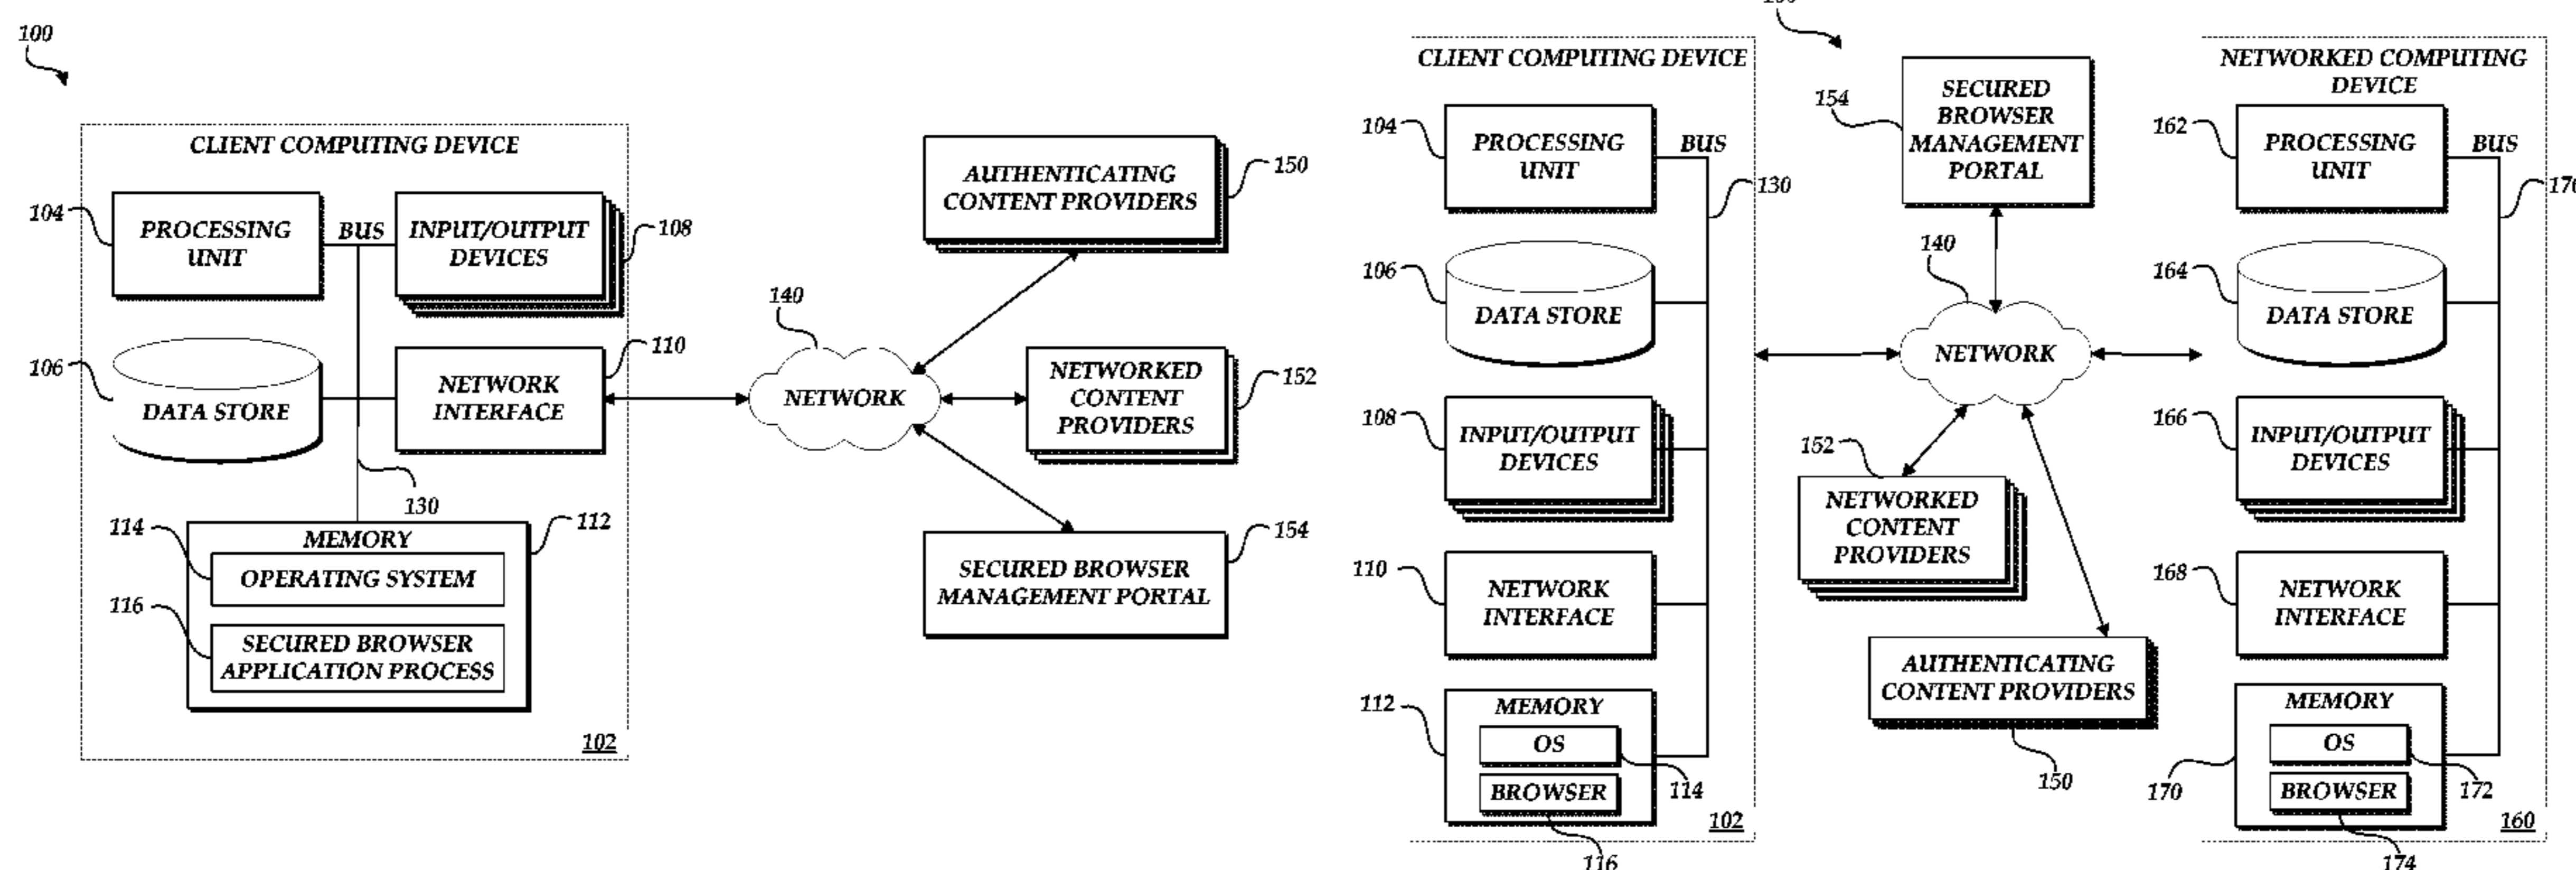 100
CLIENT COMPUTING DEVICE
104
PROCESSING
UNIT
BUS
INPUT/OUTPUT
DEVICES
108
106
DATA STORE
110
NETWORK
INTERFACE
130
112
MEMORY
114
OPERATING SYSTEM
116
SECURED BROWSER
APPLICATION PROCESS
102
140
NETWORK
AUTHENTICATING
CONTENT PROVIDERS
150
NETWORKED
CONTENT
PROVIDERS
152
SECURED BROWSER
MANAGEMENT PORTAL
154
CLIENT COMPUTING DEVICE
104
PROCESSING
UNIT
BUS
130
106
DATA STORE
108
INPUT/OUTPUT
DEVICES
110
NETWORK
INTERFACE
112
MEMORY
OS
114
BROWSER
116
102
154
SECURED
BROWSER
MANAGEMENT
PORTAL
140
NETWORK
152
NETWORKED
CONTENT
PROVIDERS
AUTHENTICATING
CONTENT PROVIDERS
150
NETWORKED COMPUTING
DEVICE
162
PROCESSING
UNIT
BUS
170
164
DATA STORE
166
INPUT/OUTPUT
DEVICES
168
NETWORK
INTERFACE
170
MEMORY
OS
172
BROWSER
174
160